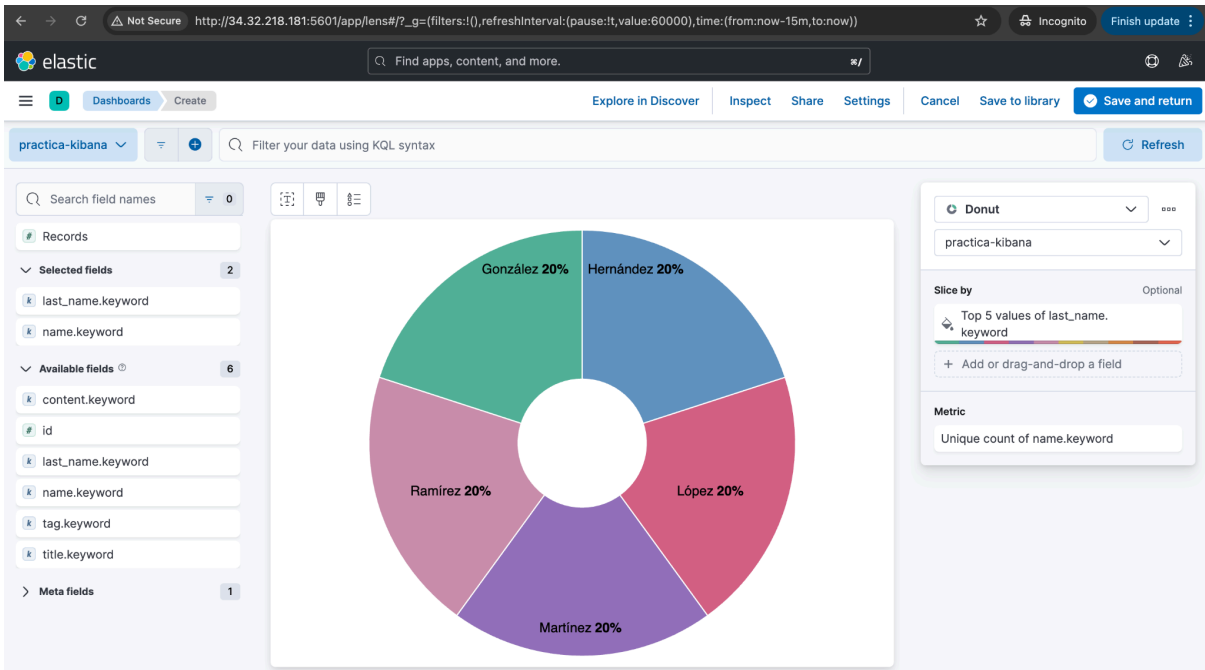 Not Secure http://34.32.218.181:5601/app/lens#/?_g=(filters:!(),refreshInterval:(pause:!t,value:60000),time:(from:now-15m,to:now)) Incognito Finish update
elastic Find apps, content, and more. ⌘/
D Dashboards Create Explore in Discover Inspect Share Settings Cancel Save to library Save and return
practica-kibana Filter your data using KQL syntax Refresh
Search field names 0
# Records
Selected fields 2
k last_name.keyword
k name.keyword
Available fields 6
k content.keyword
# id
k last_name.keyword
k name.keyword
k tag.keyword
k title.keyword
Meta fields 1
González 20% Hernández 20%
Ramírez 20% López 20%
Martínez 20%
Donut
practica-kibana
Slice by Optional
Top 5 values of last_name.
keyword
+ Add or drag-and-drop a field
Metric
Unique count of name.keyword